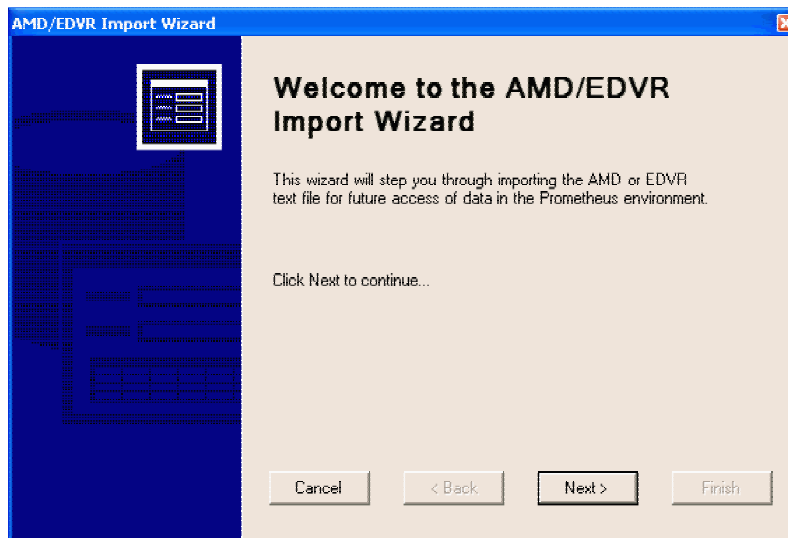 AMD/EDVR Import Wizard
Welcome to the AMD/EDVR
Import Wizard
This wizard will step you through importing the AMD or EDVR
text file for future access of data in the Prometheus environment.
Click Next to continue...
Cancel
< Back
Next >
Finish